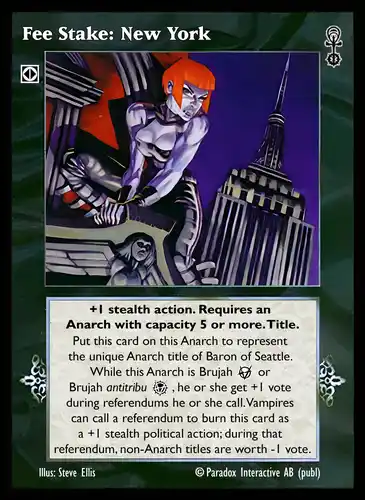 Fee Stake: New York
+1 stealth action. Requires an
Anarch with capacity 5 or more. Title.
Put this card on this Anarch to represent
the unique Anarch title of Baron of Seattle.
While this Anarch is Brujah or
Brujah antitribu , he or she get +1 vote
during referendums he or she call. Vampires
can call a referendum to burn this card as
a +1 stealth political action; during that
referendum, non-Anarch titles are worth -1 vote.
Illus: Steve Ellis © Paradox Interactive AB (publ)